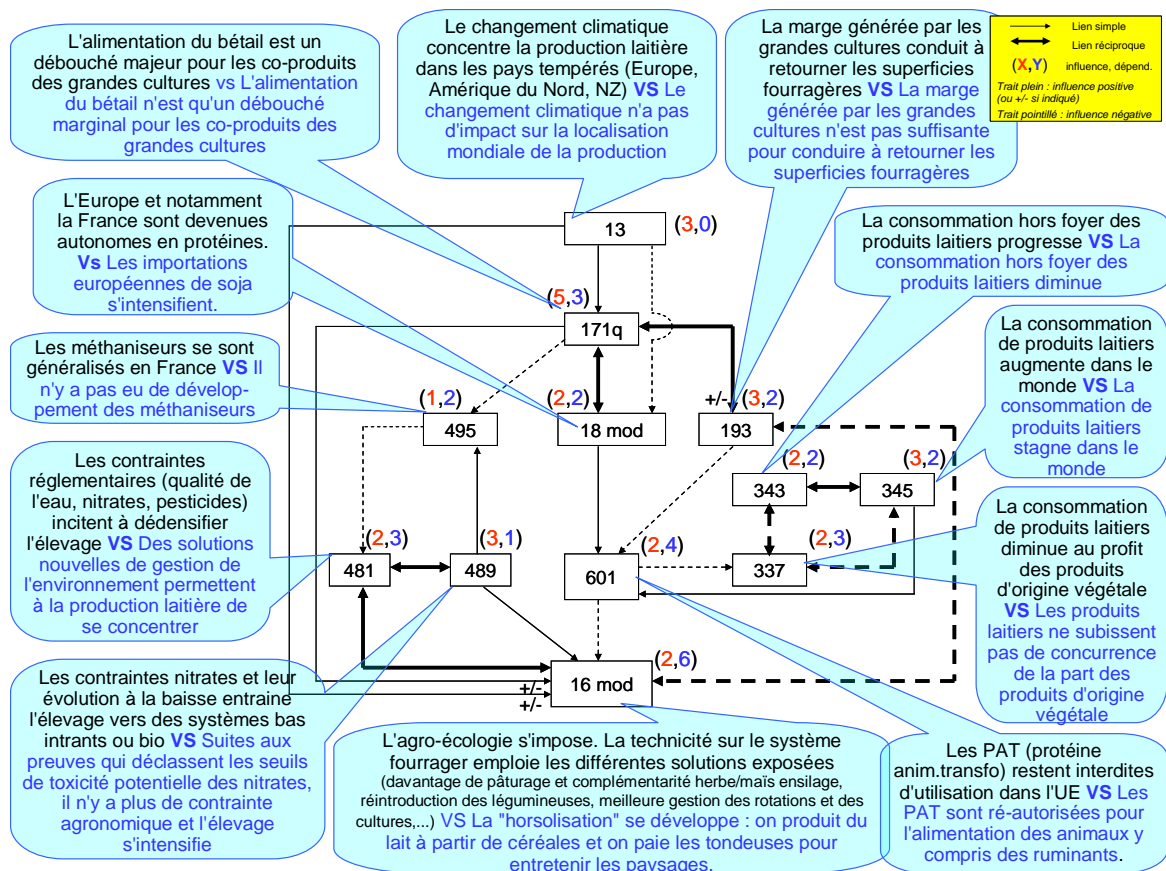 L'alimentation du bétail est un
débouché majeur pour les co-produits
des grandes cultures vs L'alimentation
du bétail n'est qu'un débouché
marginal pour les co-produits des
grandes cultures
Le changement climatique
concentre la production laitière
dans les pays tempérés (Europe,
Amérique du Nord, NZ) VS Le
changement climatique n'a pas
d'impact sur la localisation
mondiale de la production
La marge générée par les
grandes cultures conduit à
retourner les superficies
fourragères VS La marge
générée par les grandes
cultures n'est pas suffisante
pour conduire à retourner les
superficies fourragères
Lien simple
Lien réciproque
(X,Y) influence, dépend.
Trait plein : influence positive
(ou +/- si indiqué)
Trait pointillé : influence négative
L'Europe et notamment
la France sont devenues
autonomes en protéines.
Vs Les importations
européennes de soja
s'intensifient.
13
(3,0)
La consommation hors foyer des
produits laitiers progresse VS La
consommation hors foyer des
produits laitiers diminue
(5,3)
171q
Les méthaniseurs se sont
généralisés en France VS Il
n'y a pas eu de dévelop-
pement des méthaniseurs
La consommation
de produits laitiers
augmente dans le
monde VS La
consommation de
produits laitiers
stagne dans le
monde
(1,2)
495
(2,2)
18 mod
+/-
(3,2)
193
(2,2)
343
(3,2)
345
Les contraintes
réglementaires (qualité de
l'eau, nitrates, pesticides)
incitent à dédensifier
l'élevage VS Des solutions
nouvelles de gestion de
l'environnement permettent
à la production laitière de
se concentrer
(2,3)
481
(3,1)
489
(2,4)
601
(2,3)
337
La consommation
de produits laitiers
diminue au profit
des produits
d'origine végétale
VS Les produits
laitiers ne subissent
pas de concurrence
de la part des
produits d'origine
végétale
(2,6)
16 mod
+/-
+/-
Les contraintes nitrates et leur
évolution à la baisse entraine
l'élevage vers des systèmes bas
intrants ou bio VS Suites aux
preuves qui déclassent les seuils
de toxicité potentielle des nitrates,
il n'y a plus de contrainte
agronomique et l'élevage
s'intensifie
L'agro-écologie s'impose. La technicité sur le système
fourrager emploie les différentes solutions exposées
(davantage de pâturage et complémentarité herbe/maïs ensilage,
réintroduction des légumineuses, meilleure gestion des rotations et des
cultures,...) VS La "horsolisation" se développe : on produit du
lait à partir de céréales et on paie les tondeuses pour
entretenir les paysages.
Les PAT (protéine
anim.transfo) restent interdites
d'utilisation dans l'UE VS Les
PAT sont ré-autorisées pour
l'alimentation des animaux y
compris des ruminants.